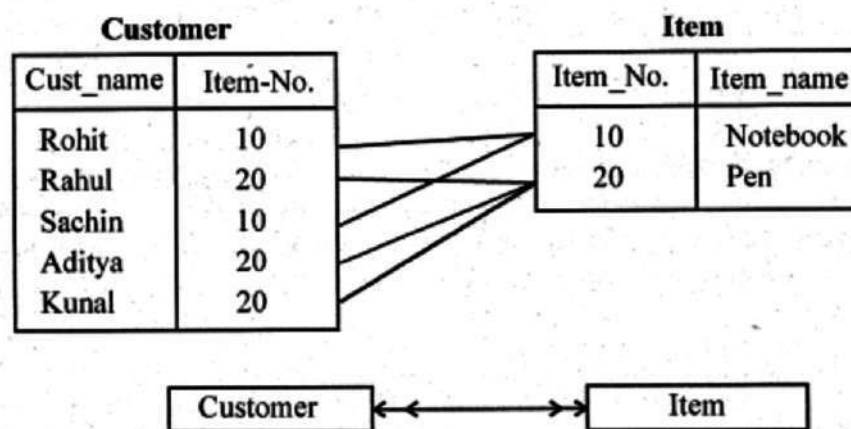 Customer
Item
Cust_name Item-No.
Item_No. Item_name
Rohit 10
10 Notebook
Rahul 20
20 Pen
Sachin 10
Aditya 20
Kunal 20
Customer
Item